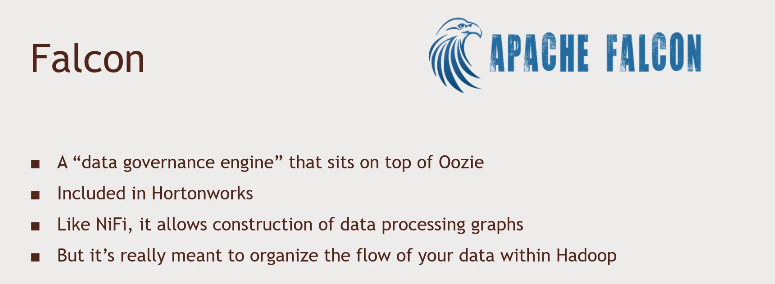 Falcon
APACHE FALCON
■ A “data governance engine” that sits on top of Oozie
■ Included in Hortonworks
■ Like NiFi, it allows construction of data processing graphs
■ But it’s really meant to organize the flow of your data within Hadoop